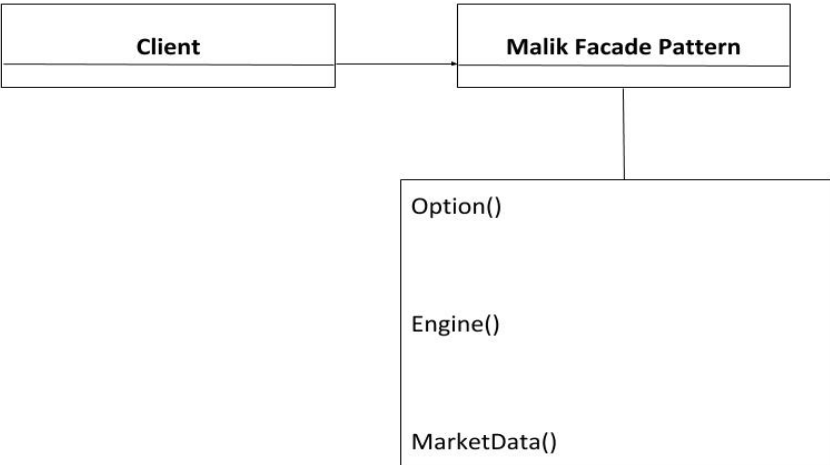 Client
Malik Facade Pattern
Option()
Engine()
MarketData()